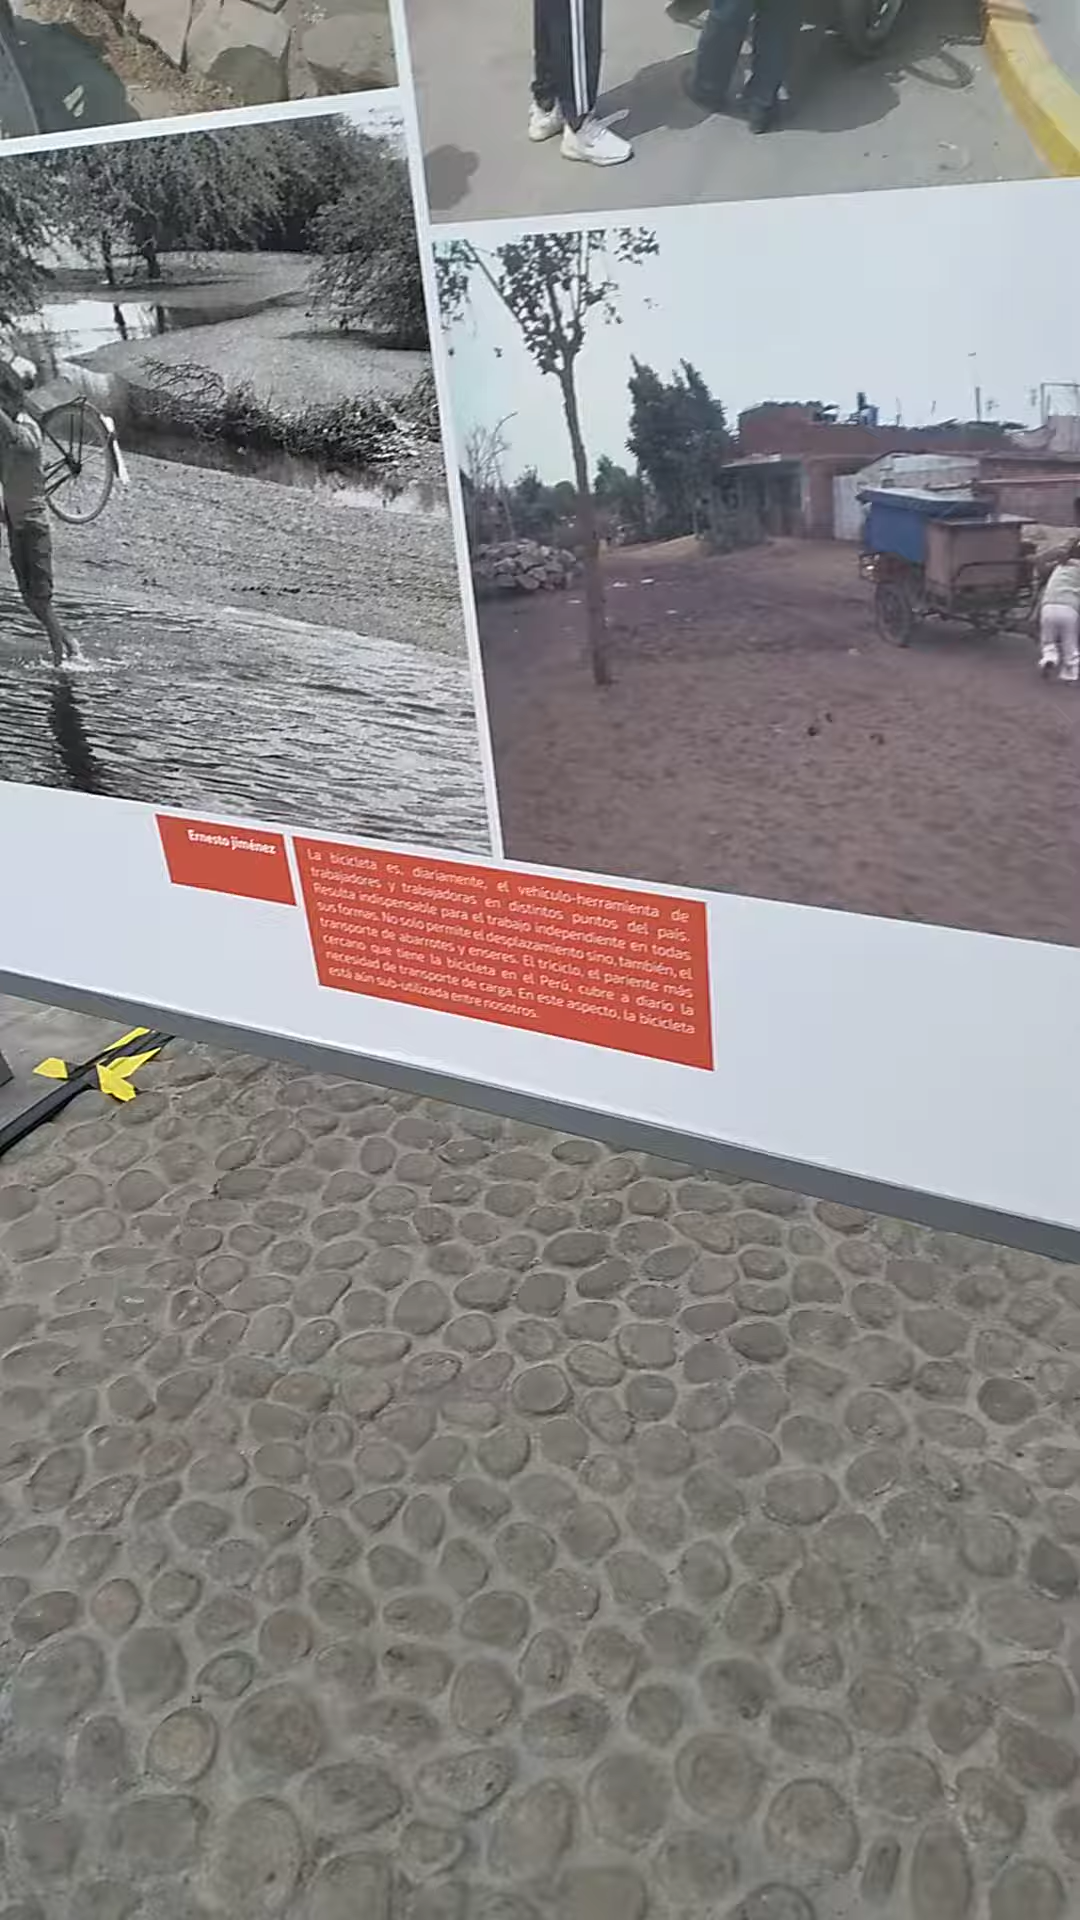 Ernesto Jiménez
La bicicleta es, diariamente, el vehículo-herramienta de
trabajadores y trabajadoras en distintos puntos del país.
Resulta indispensable para el trabajo independiente en todas
sus formas. No solo permite el desplazamiento sino, también, el
transporte de abarrotes y enseres. El triciclo, el pariente más
cercano que tiene la bicicleta en el Perú, cubre a diario la
necesidad de transporte de carga. En este aspecto, la bicicleta
está aún sub-utilizada entre nosotros.